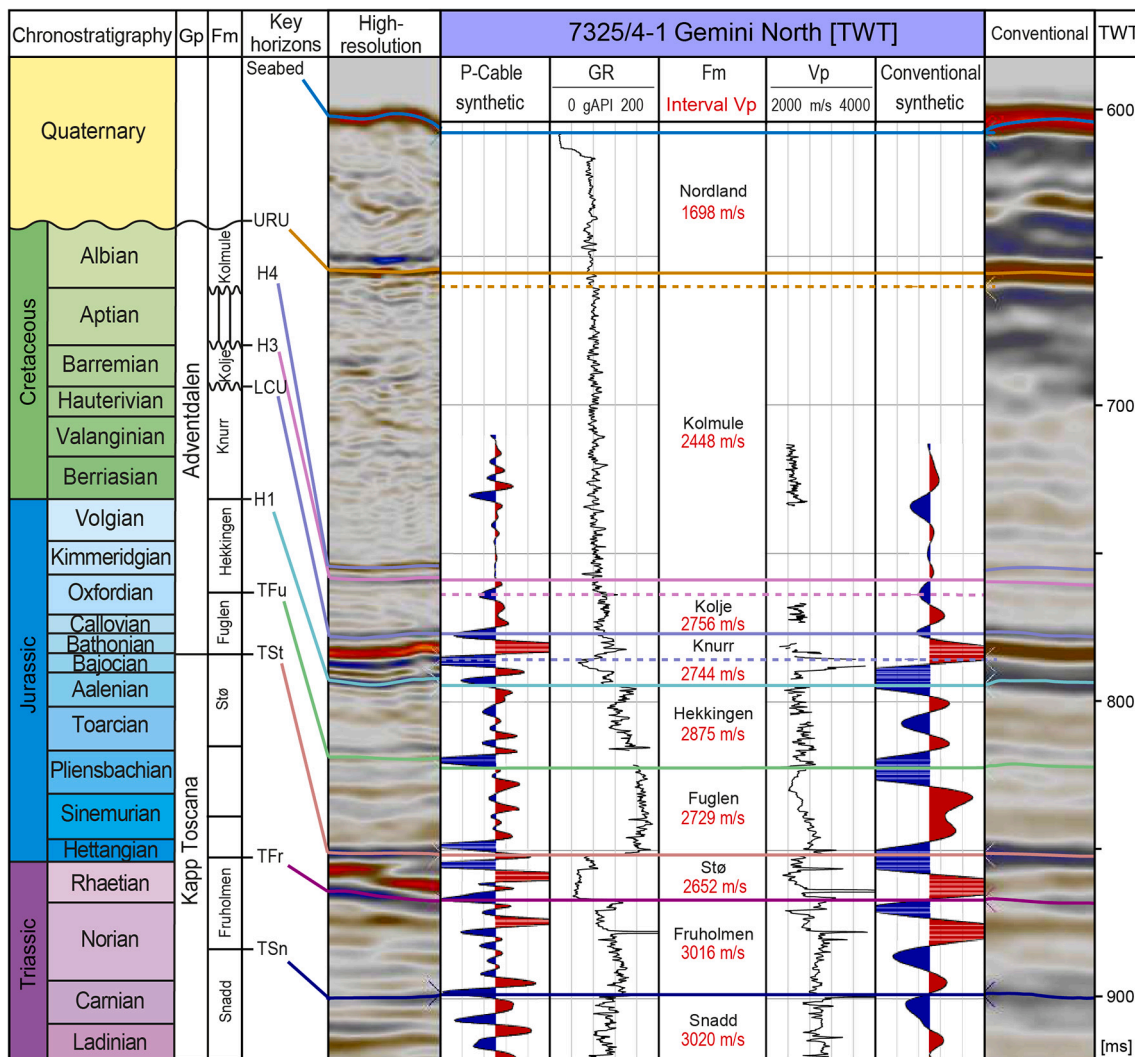 Chronostratigraphy
Gp
Fm
Key
horizons
High-
resolution
7325/4-1 Gemini North [TWT]
Conventional
TWT
P-Cable
synthetic
GR
0 gAPI 200
Fm
Interval Vp
Vp
2000 m/s 4000
Conventional
synthetic
Quaternary
Cretaceous
Albian
Aptian
Barremian
Hauterivian
Valanginian
Berriasian
Jurassic
Volgian
Kimmeridgian
Oxfordian
Callovian
Bathonian
Bajocian
Aalenian
Toarcian
Pliensbachian
Sinemurian
Hettangian
Triassic
Rhaetian
Norian
Carnian
Ladinian
Adventdalen
Kapp Toscana
Kolmule
Kolje
Knurr
Hekkingen
Fuglen
Stø
Fruholmen
Snadd
Seabed
URU
H4
H3
LCU
H1
TFu
TSt
TFr
TSn
Nordland
1698 m/s
Kolmule
2448 m/s
Kolje
2756 m/s
Knurr
2744 m/s
Hekkingen
2875 m/s
Fuglen
2729 m/s
Stø
2652 m/s
Fruholmen
3016 m/s
Snadd
3020 m/s
600
700
800
900
[ms]